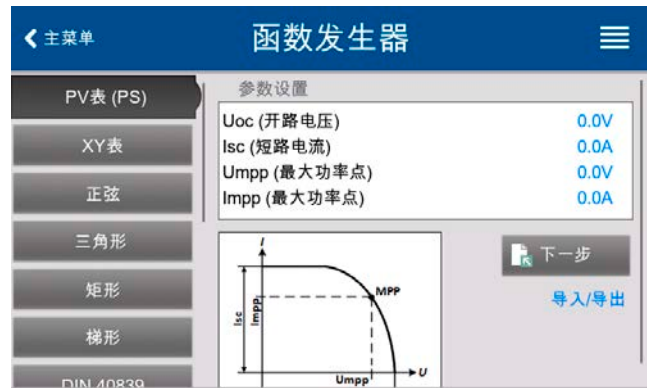 主菜单
函数发生器
PV表 (PS)
XY表
正弦
三角形
矩形
梯形
DIN 40839
参数设置
Uoc (开路电压) 0.0V
Isc (短路电流) 0.0A
Umpp (最大功率点) 0.0V
Impp (最大功率点) 0.0A
I
MPP
Isc
Impp
Umpp
U
下一步
导入/导出